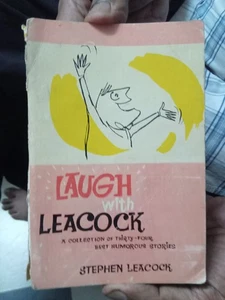 LAUGH
with
LEACOCK
A COLLECTION OF THIRTY-FOUR
BEST HUMOROUS STORIES
STEPHEN LEACOCK